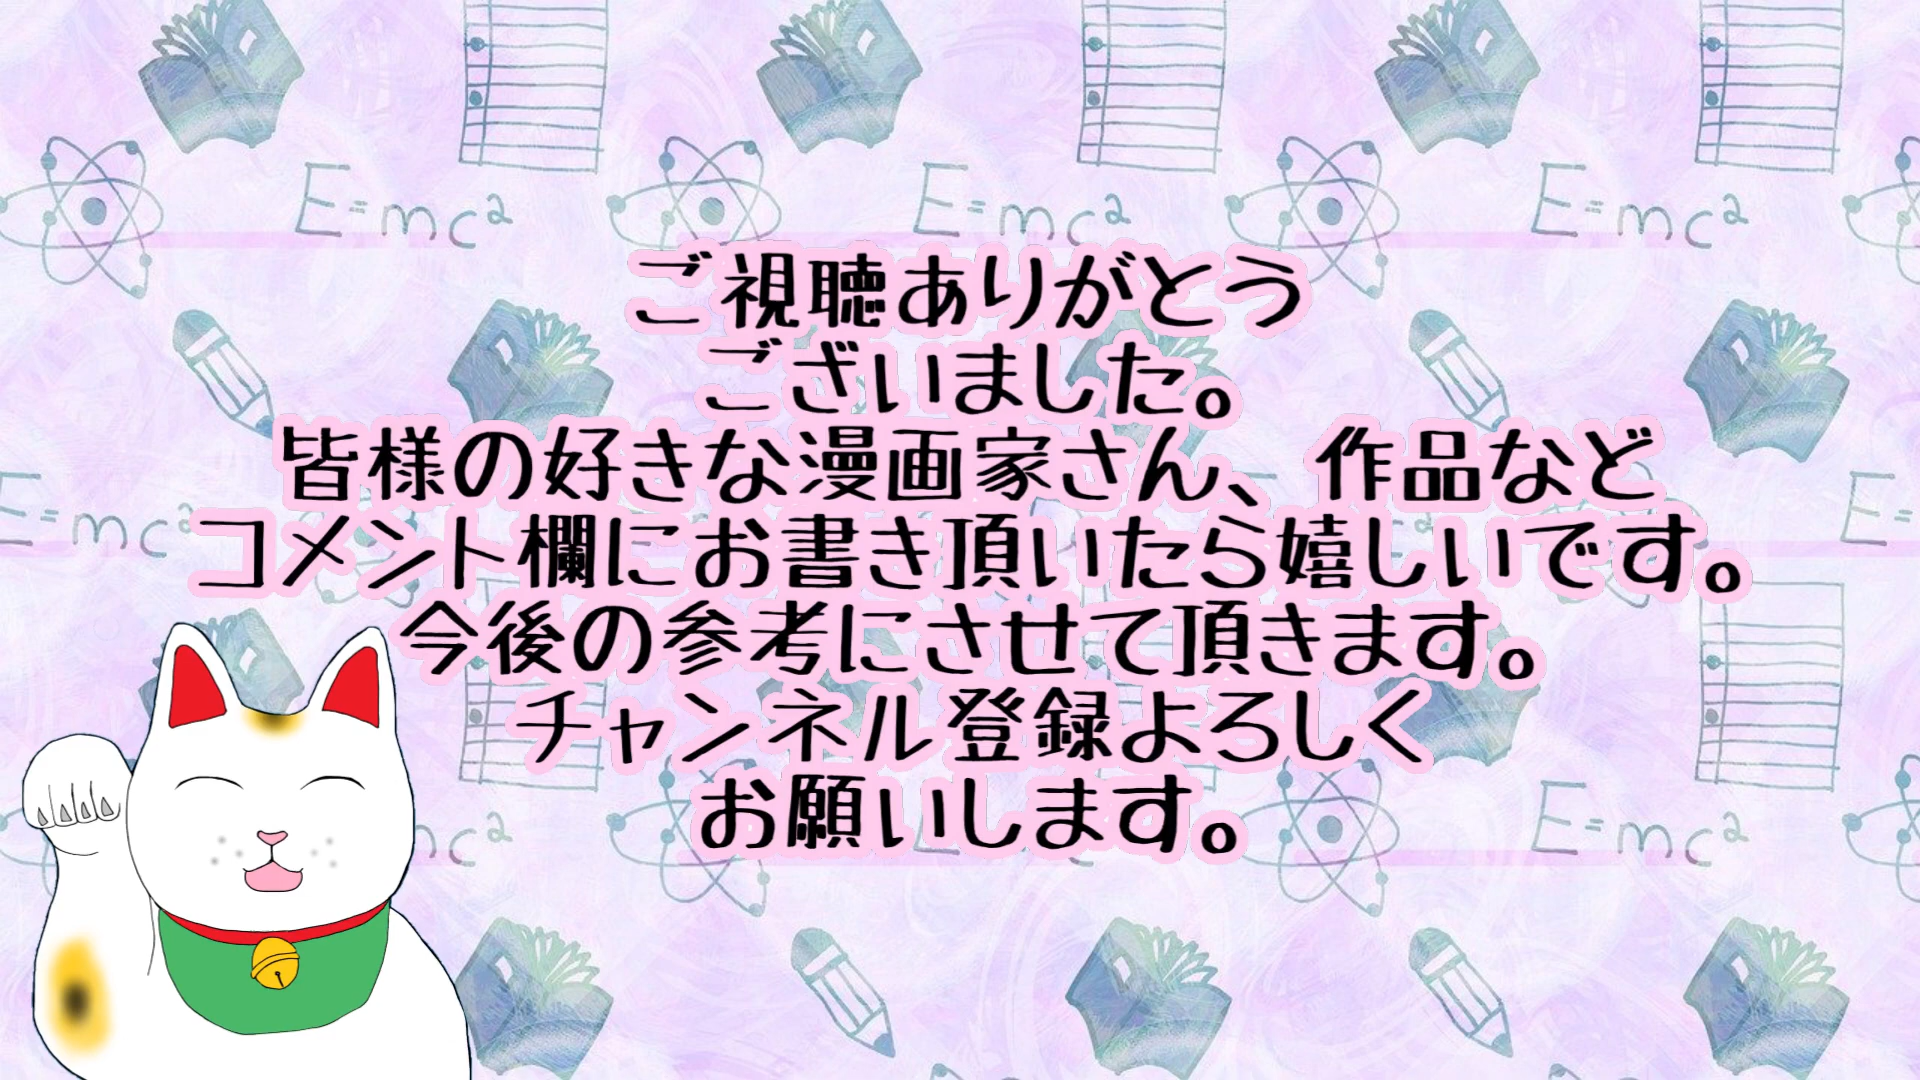 ご視聴ありがとう
ございました。
皆様の好きな漫画家さん、作品など
コメント欄にお書き頂いたら嬉しいです。
今後の参考にさせて頂きます。
チャンネル登録よろしく
お願いします。
E=mc²
E=mc²
E=mc²
E=mc²
E=
mc²
E=mc²